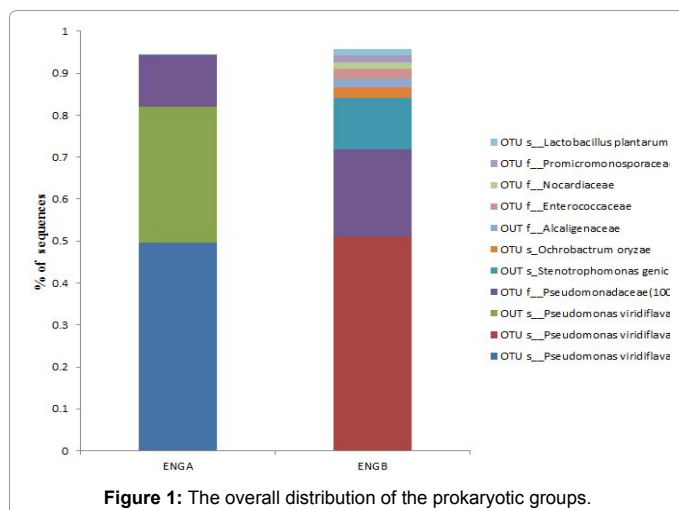 1
0.9
0.8
0.7
0.6
0.5
0.4
0.3
0.2
0.1
0
% of sequences
ENGA
ENGB
OTU s__Lactobacillus plantarum
OTU f__Promicromonosporaceae
OTU f__Nocardiaceae
OTU f__Enterococcaceae
OUT f__Alcaligenaceae
OTU s_Ochrobactrum oryzae
OUT s_Stenotrophomonas genic
OTU f__Pseudomonadaceae(100
OUT s__Pseudomonas viridiflava
OTU s__Pseudomonas viridiflava
OTU s__Pseudomonas viridiflava
Figure 1: The overall distribution of the prokaryotic groups.